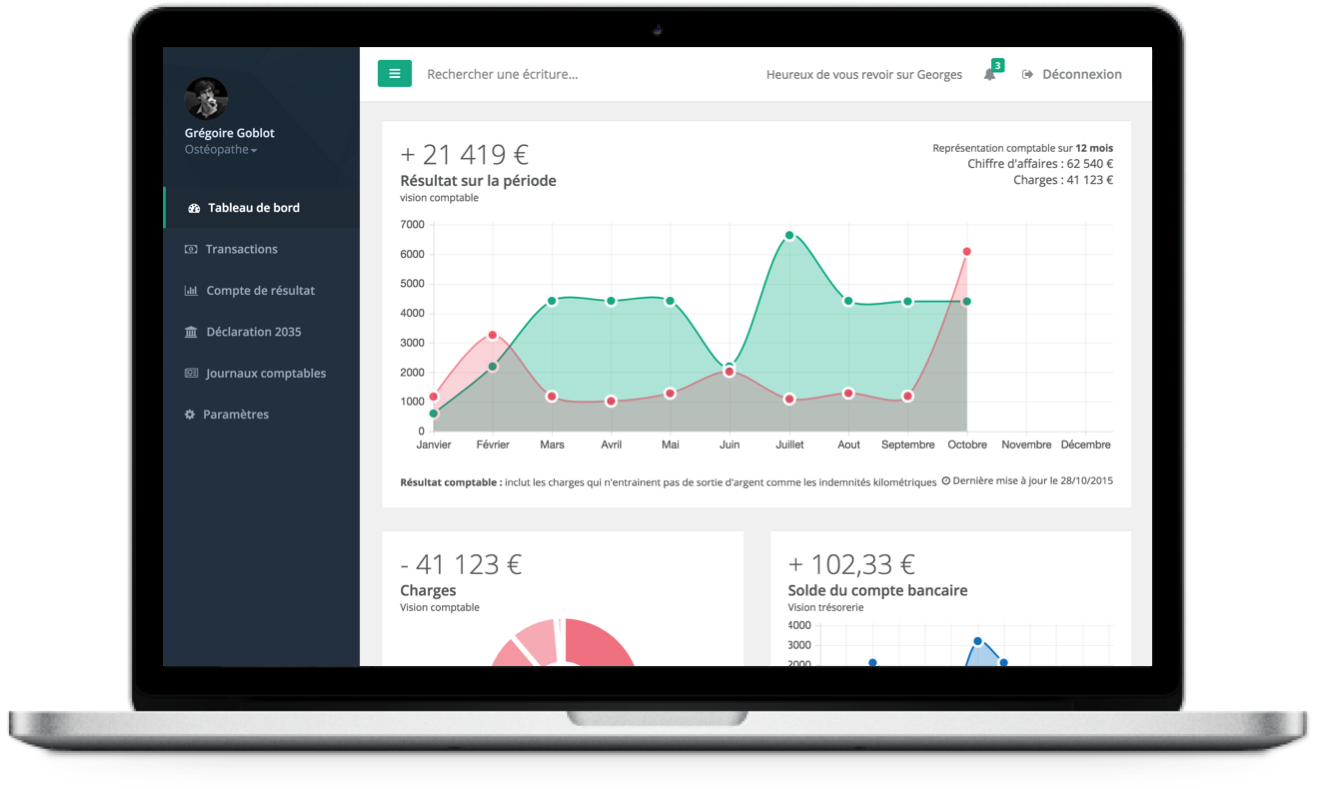 Rechercher une écriture...
Heureux de vous revoir sur Georges
3
Déconnexion
Grégoire Goblot
Ostéopathe
Tableau de bord
Transactions
Compte de résultat
Déclaration 2035
Journaux comptables
Paramètres
+ 21 419 €
Résultat sur la période
vision comptable
Représentation comptable sur 12 mois
Chiffre d'affaires : 62 540 €
Charges : 41 123 €
7000
6000
5000
4000
3000
2000
1000
0
Janvier Février Mars Avril Mai Juin Juillet Aout Septembre Octobre Novembre Décembre
Résultat comptable : inclut les charges qui n'entrainent pas de sortie d'argent comme les indemnités kilométriques
Dernière mise à jour le 28/10/2015
- 41 123 €
Charges
Vision comptable
+ 102,33 €
Solde du compte bancaire
Vision trésorerie
4000
3000
2000